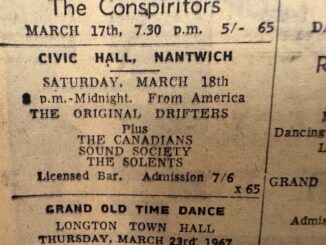 The Conspiritors
MARCH 17th, 7.30 p.m. 5/- 65
CIVIC HALL, NANTWICH
SATURDAY, MARCH 18th
8 p.m.-Midnight. From America
THE ORIGINAL DRIFTERS
Plus
THE CANADIANS
SOUND SOCIETY
THE SOLENTS
Licensed Bar. Admission 7/6
x 65
GRAND OLD TIME DANCE
LONGTON TOWN HALL
THURSDAY, MARCH 23rd 1967
DA
R
Dancing
GRAND
Admi